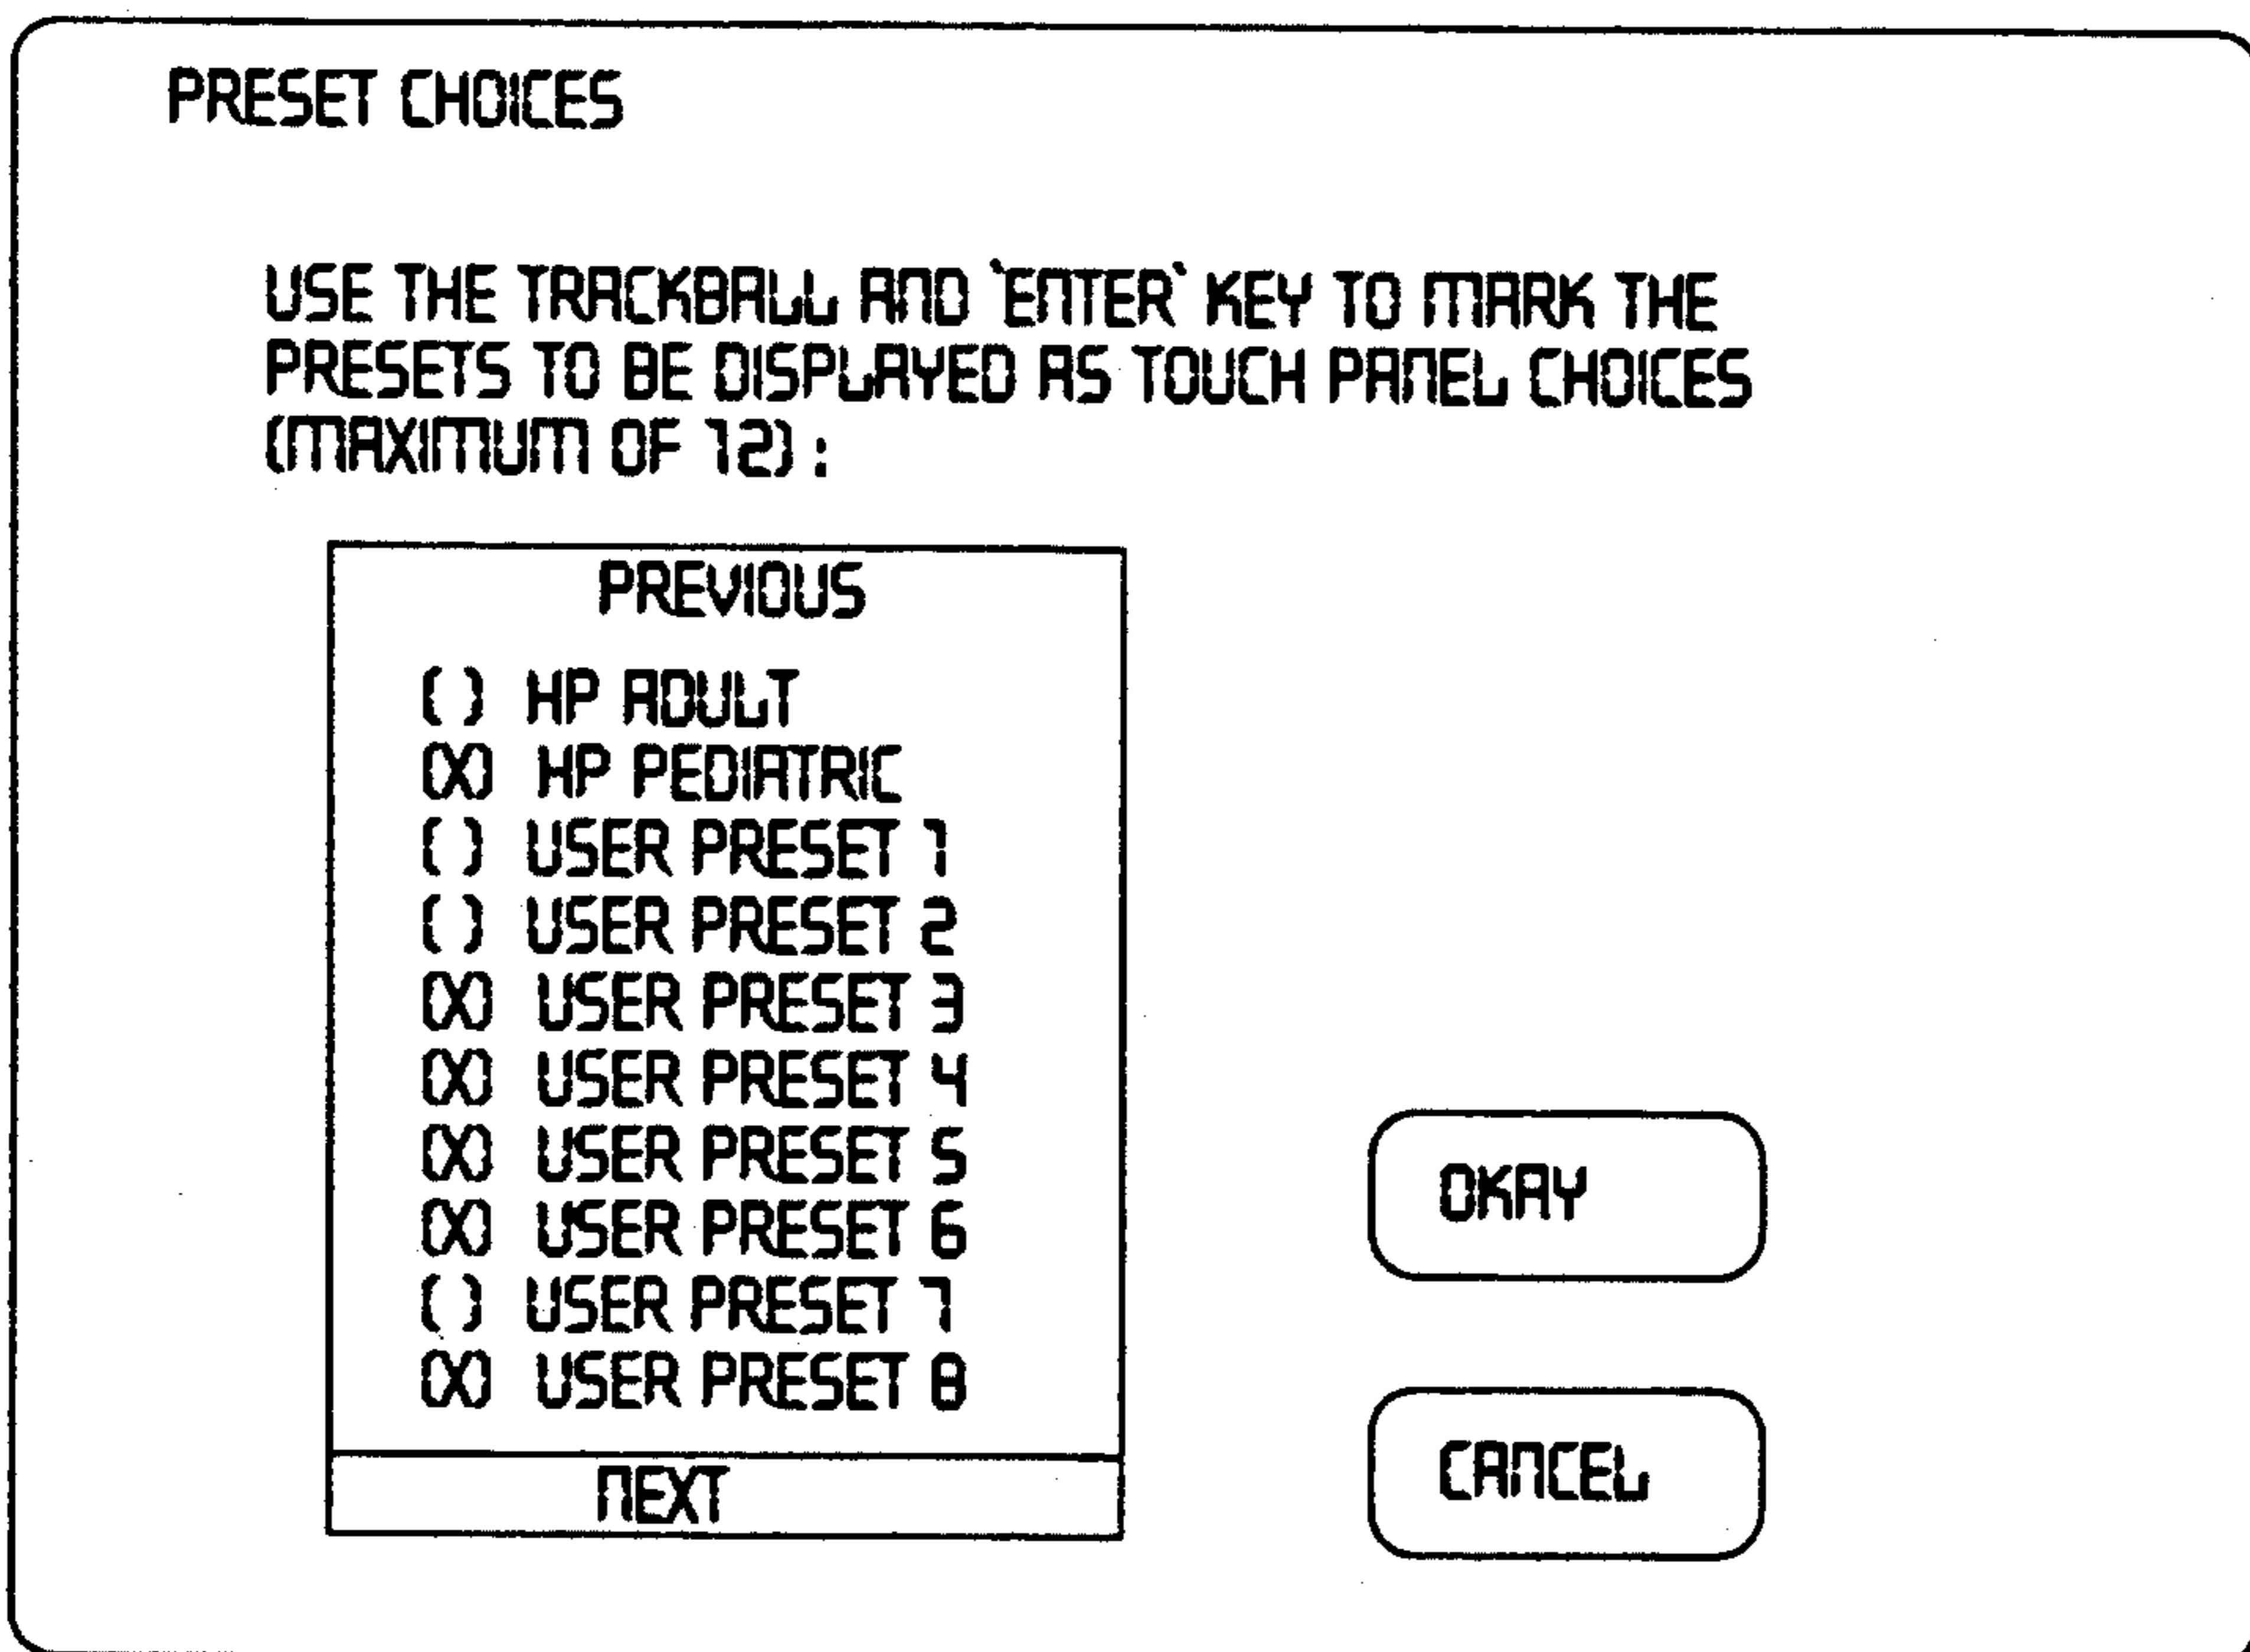 PRESET CHOICES
USE THE TRACKBALL AND `ENTER` KEY TO MARK THE
PRESETS TO BE DISPLAYED AS TOUCH PANEL CHOICES
(MAXIMUM OF 12) :
PREVIOUS
( ) HP ADULT
(X) HP PEDIATRIC
( ) USER PRESET 1
( ) USER PRESET 2
(X) USER PRESET 3
(X) USER PRESET 4
(X) USER PRESET 5
(X) USER PRESET 6
( ) USER PRESET 7
(X) USER PRESET 8
NEXT
OKAY
CANCEL